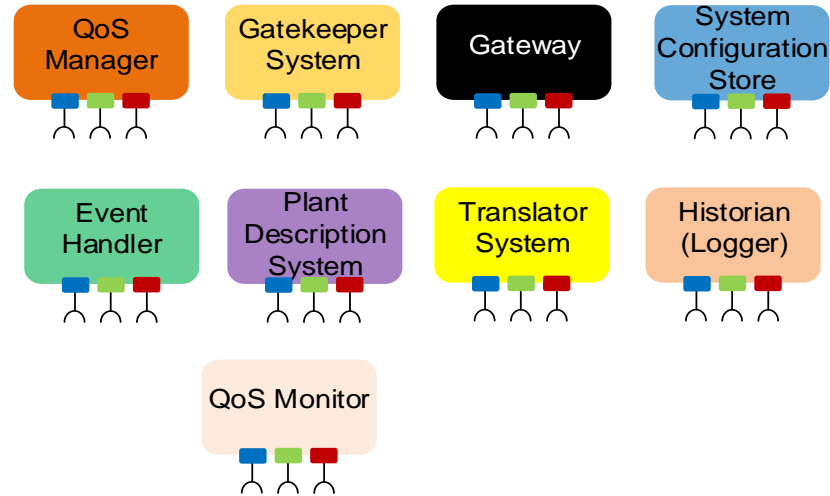 QoS
Manager
Gatekeeper
System
Gateway
System
Configuration
Store
Event
Handler
Plant
Description
System
Translator
System
Historian
(Logger)
QoS Monitor